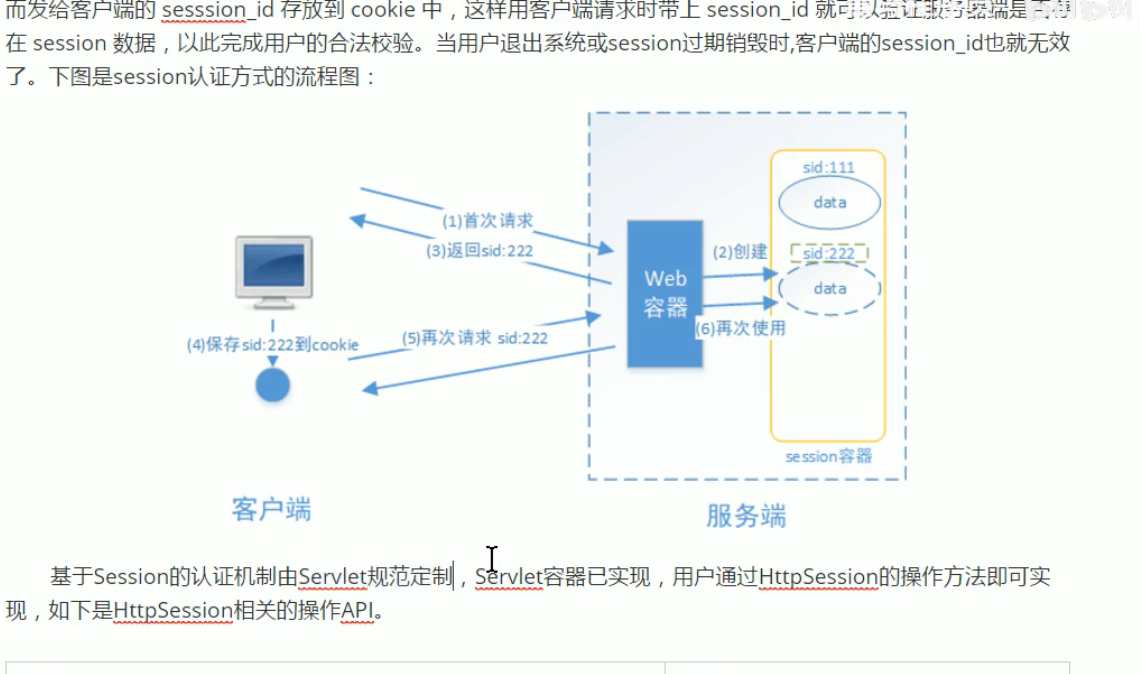 而发给客户端的 sesssion_id 存放到 cookie 中，这样用客户端请求时带上 session_id 就可以验证服务器端是否存
在 session 数据，以此完成用户的合法校验。当用户退出系统或session过期销毁时,客户端的session_id也就无效
了。下图是session认证方式的流程图：
sid:111
data
(1)首次请求
(3)返回sid:222
(2)创建
sid:222
Web
容器
data
(6)再次使用
(5)再次请求 sid:222
(4)保存sid:222到cookie
session容器
客户端
服务端
基于Session的认证机制由Servlet规范定制，Servlet容器已实现，用户通过HttpSession的操作方法即可实
现，如下是HttpSession相关的操作API。